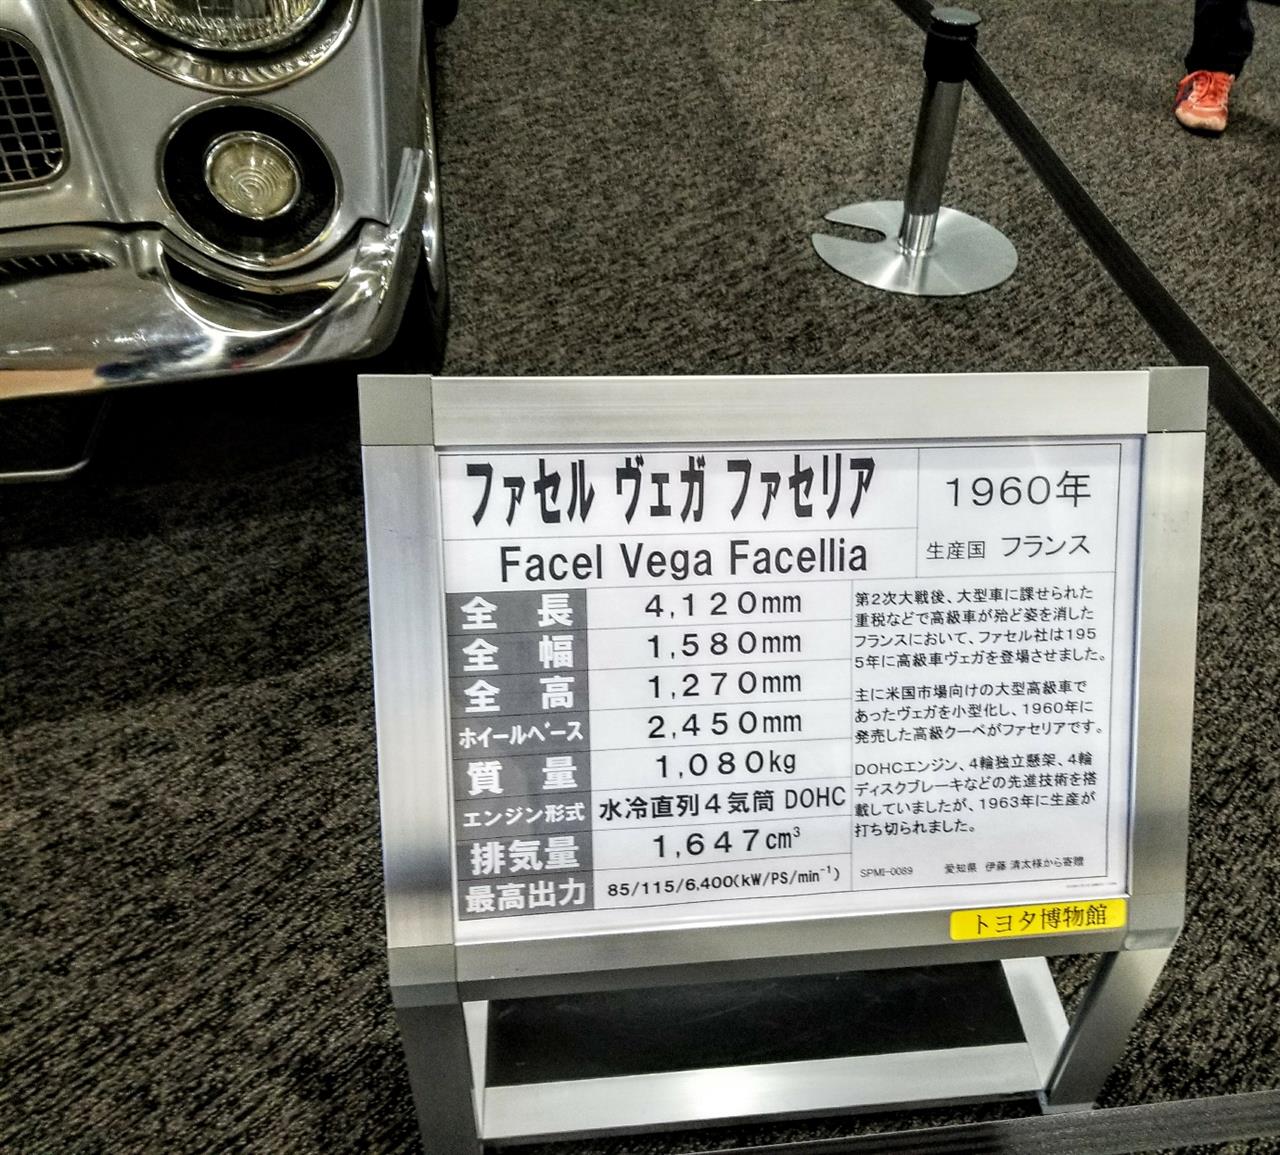 ファセル ヴェガ ファセリア
Facel Vega Facellia
1960年
生産国 フランス
全長 4,120mm
全幅 1,580mm
全高 1,270mm
ホイールベース 2,450mm
質量 1,080kg
エンジン形式 水冷直列4気筒 DOHC
排気量 1,647cm³
最高出力 85/115/6,400(kW/PS/min⁻¹)
第2次大戦後、大型車に課せられた
重税などで高級車が殆ど姿を消した
フランスにおいて、ファセル社は195
5年に高級車ヴェガを登場させました。
主に米国市場向けの大型高級車で
あったヴェガを小型化し、1960年に
発売した高級クーペがファセリアです。
DOHCエンジン、4輪独立懸架、4輪
ディスクブレーキなどの先進技術を搭
載していましたが、1963年に生産が
打ち切られました。
SPMI-0089 愛知県 伊藤 清太様から寄贈
トヨタ博物館